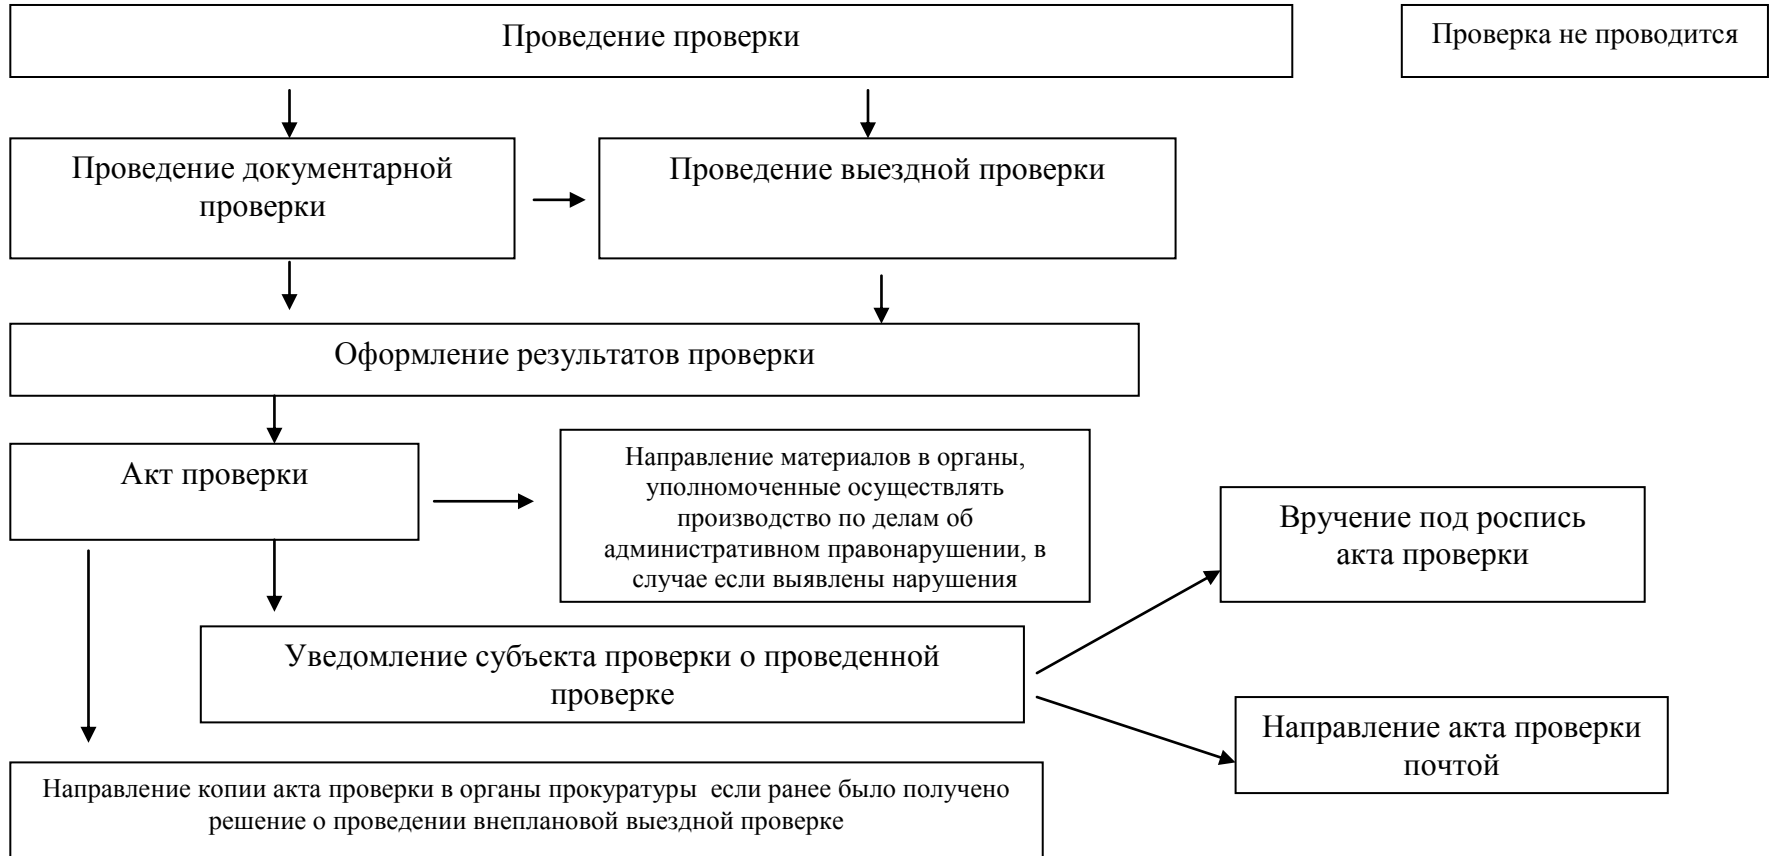 Проведение проверки
Проверка не проводится
Проведение документарной
проверки
Проведение выездной проверки
Оформление результатов проверки
Акт проверки
Направление материалов в органы,
уполномоченные осуществлять
производство по делам об
административном правонарушении, в
случае если выявлены нарушения
Вручение под роспись
акта проверки
Уведомление субъекта проверки о проведенной
проверке
Направление акта проверки
почтой
Направление копии акта проверки в органы прокуратуры если ранее было получено
решение о проведении внеплановой выездной проверке